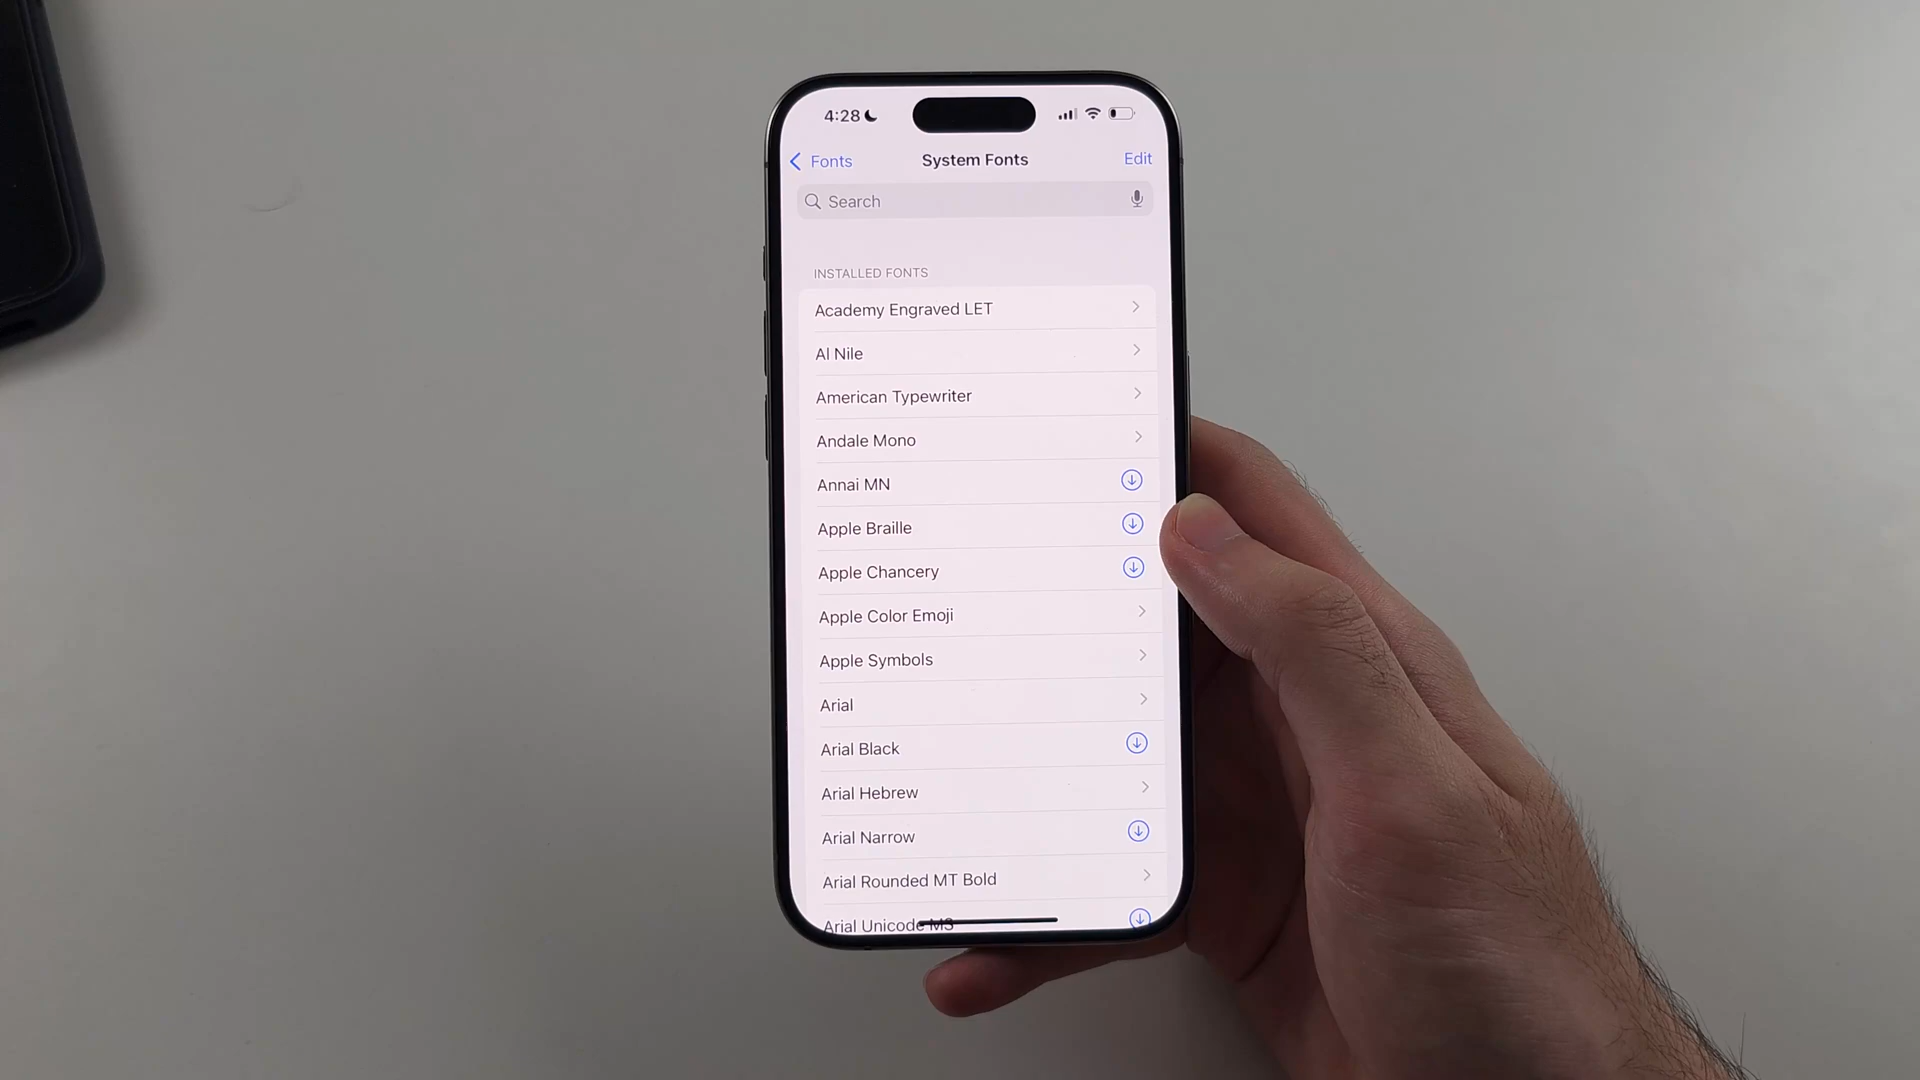 4:28
Fonts
System Fonts
Edit
Search
INSTALLED FONTS
Academy Engraved LET
Al Nile
American Typewriter
Andale Mono
Annai MN
Apple Braille
Apple Chancery
Apple Color Emoji
Apple Symbols
Arial
Arial Black
Arial Hebrew
Arial Narrow
Arial Rounded MT Bold
Arial Unicode MS